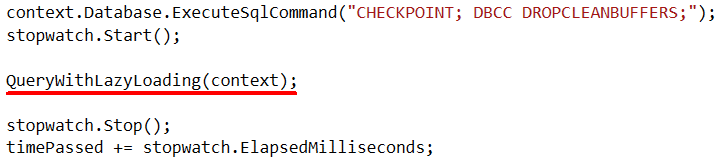 context.Database.ExecuteSqlCommand("CHECKPOINT; DBCC DROPCLEANBUFFERS;");
stopwatch.Start();
QueryWithLazyLoading(context);
stopwatch.Stop();
timePassed += stopwatch.ElapsedMilliseconds;